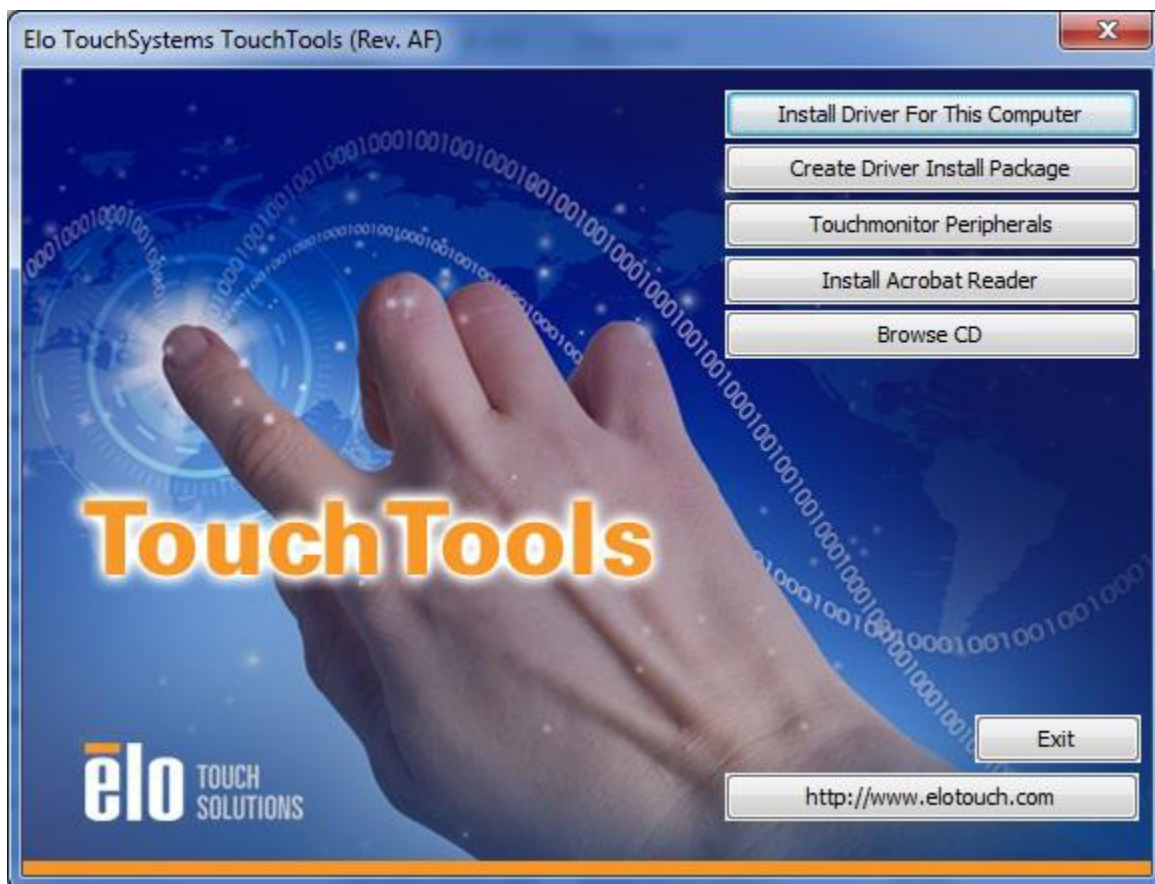 Elo TouchSystems TouchTools (Rev. AF)
Install Driver For This Computer
Create Driver Install Package
Touchmonitor Peripherals
Install Acrobat Reader
Browse CD
TouchTools
elo TOUCH
SOLUTIONS
Exit
http://www.elotouch.com